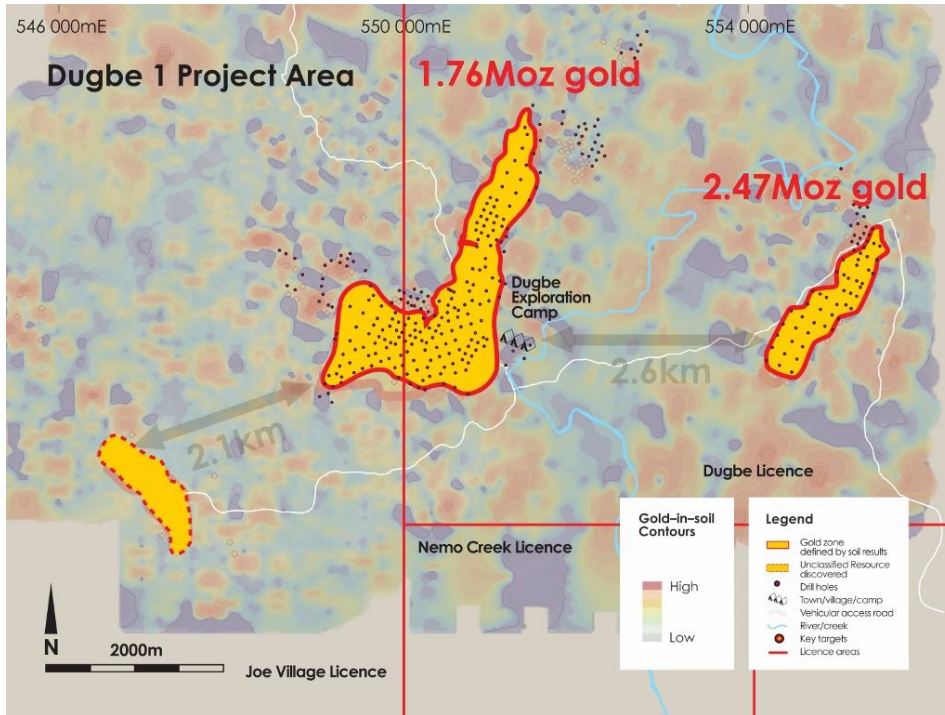 546 000mE
550 000mE
554 000mE
Dugbe 1 Project Area
1.76Moz gold
2.47Moz gold
Dugbe
Exploration
Camp
2.6km
2.1km
Dugbe Licence
Nemo Creek Licence
Joe Village Licence
N
2000m
Gold–in–soil
Contours
High
Low
Legend
Gold zone
defined by soil results
Unclassified Resource
discovered
Drill holes
Town/village/camp
Vehicular access road
River/creek
Key targets
Licence areas